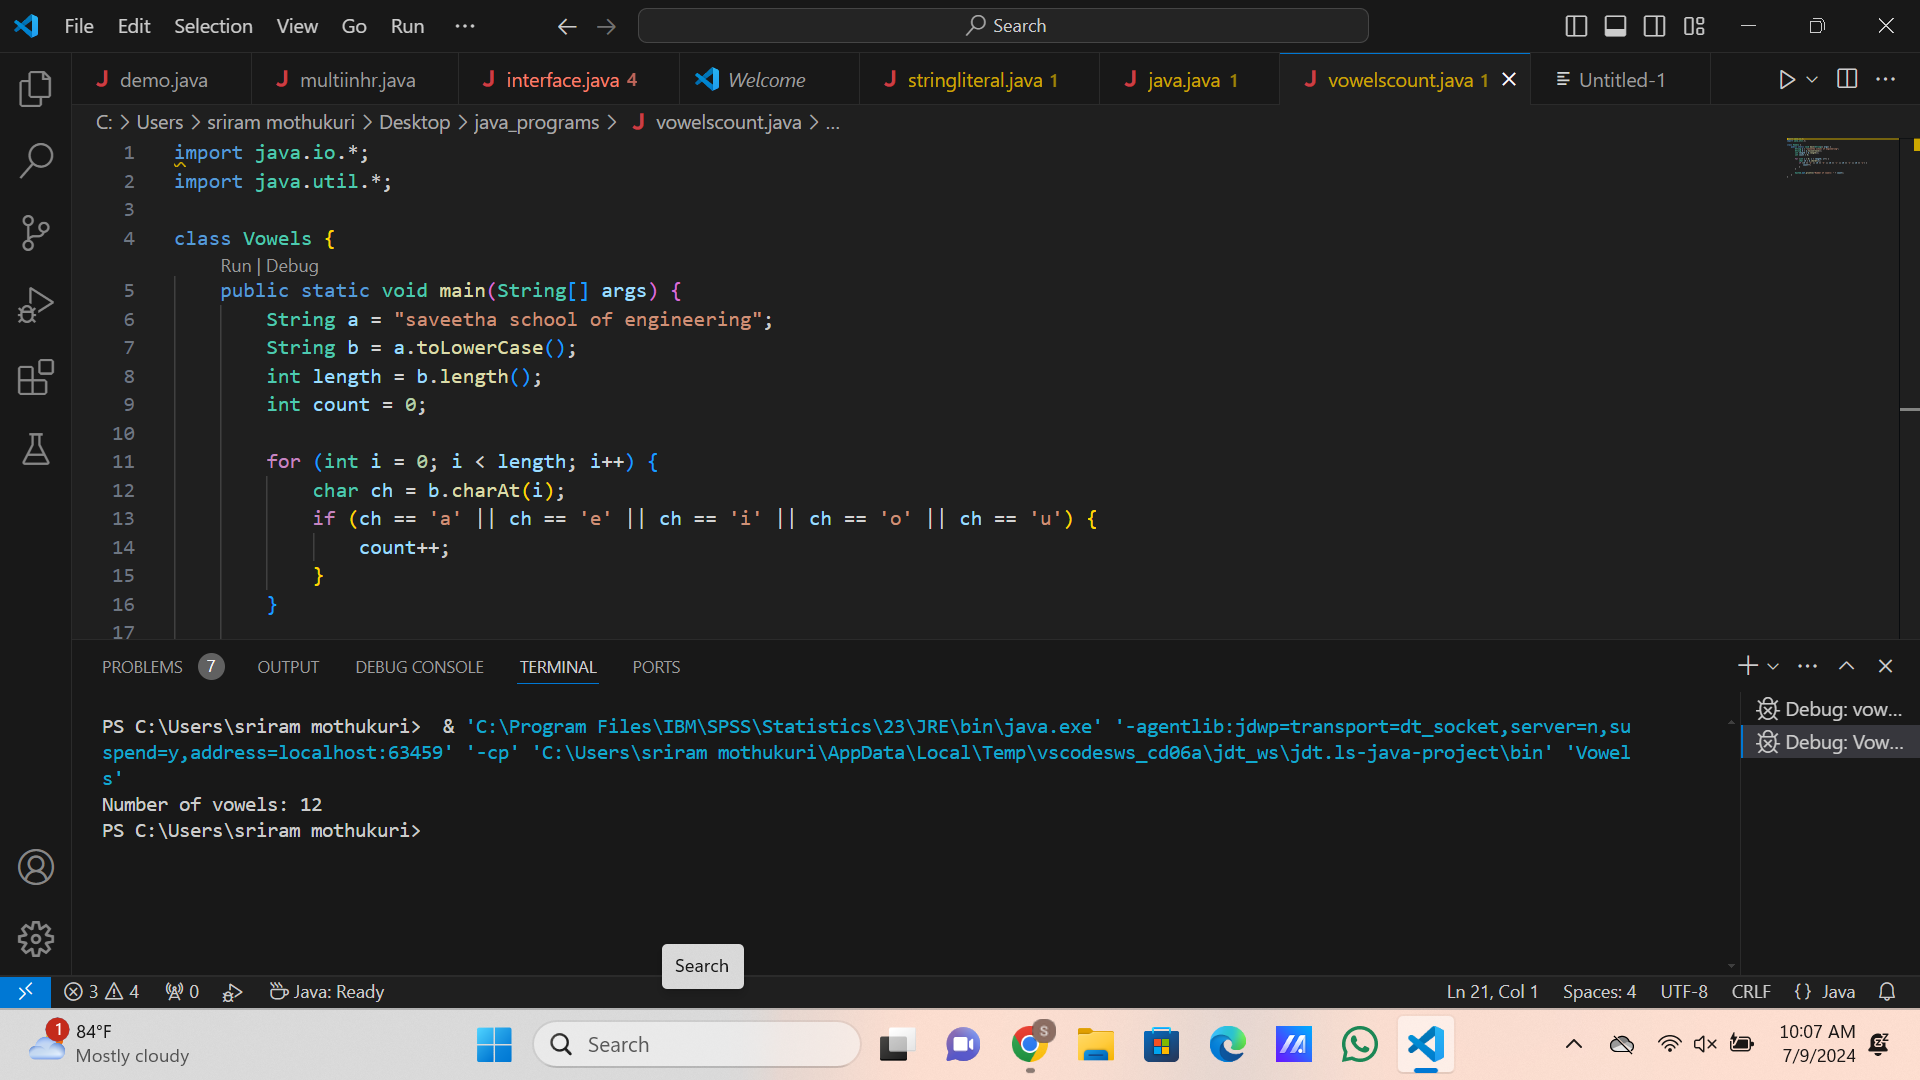 File Edit Selection View Go Run ··· Search
demo.java multiinhr.java interface.java 4 Welcome stringliteral.java 1 java.java 1 vowelscount.java 1 Untitled-1
C: > Users > sriram mothukuri > Desktop > java_programs > vowelscount.java > ...
1 import java.io.*;
2 import java.util.*;
3
4 class Vowels {
Run | Debug
5 public static void main(String[] args) {
6 String a = "saveetha school of engineering";
7 String b = a.toLowerCase();
8 int length = b.length();
9 int count = 0;
10
11 for (int i = 0; i < length; i++) {
12 char ch = b.charAt(i);
13 if (ch == 'a' || ch == 'e' || ch == 'i' || ch == 'o' || ch == 'u') {
14 count++;
15 }
16 }
17
PROBLEMS 7 OUTPUT DEBUG CONSOLE TERMINAL PORTS
PS C:\Users\sriram mothukuri>  & 'C:\Program Files\IBM\SPSS\Statistics\23\JRE\bin\java.exe' '-agentlib:jdwp=transport=dt_socket,server=n,su
spend=y,address=localhost:63459' '-cp' 'C:\Users\sriram mothukuri\AppData\Local\Temp\vscodesws_cd06a\jdt_ws\jdt.ls-java-project\bin' 'Vowel
s'
Number of vowels: 12
PS C:\Users\sriram mothukuri>
Debug: vow...
Debug: Vow...
Search
3 4 0 Java: Ready Ln 21, Col 1 Spaces: 4 UTF-8 CRLF {} Java
1 84°F
Mostly cloudy
Search
S
10:07 AM
7/9/2024